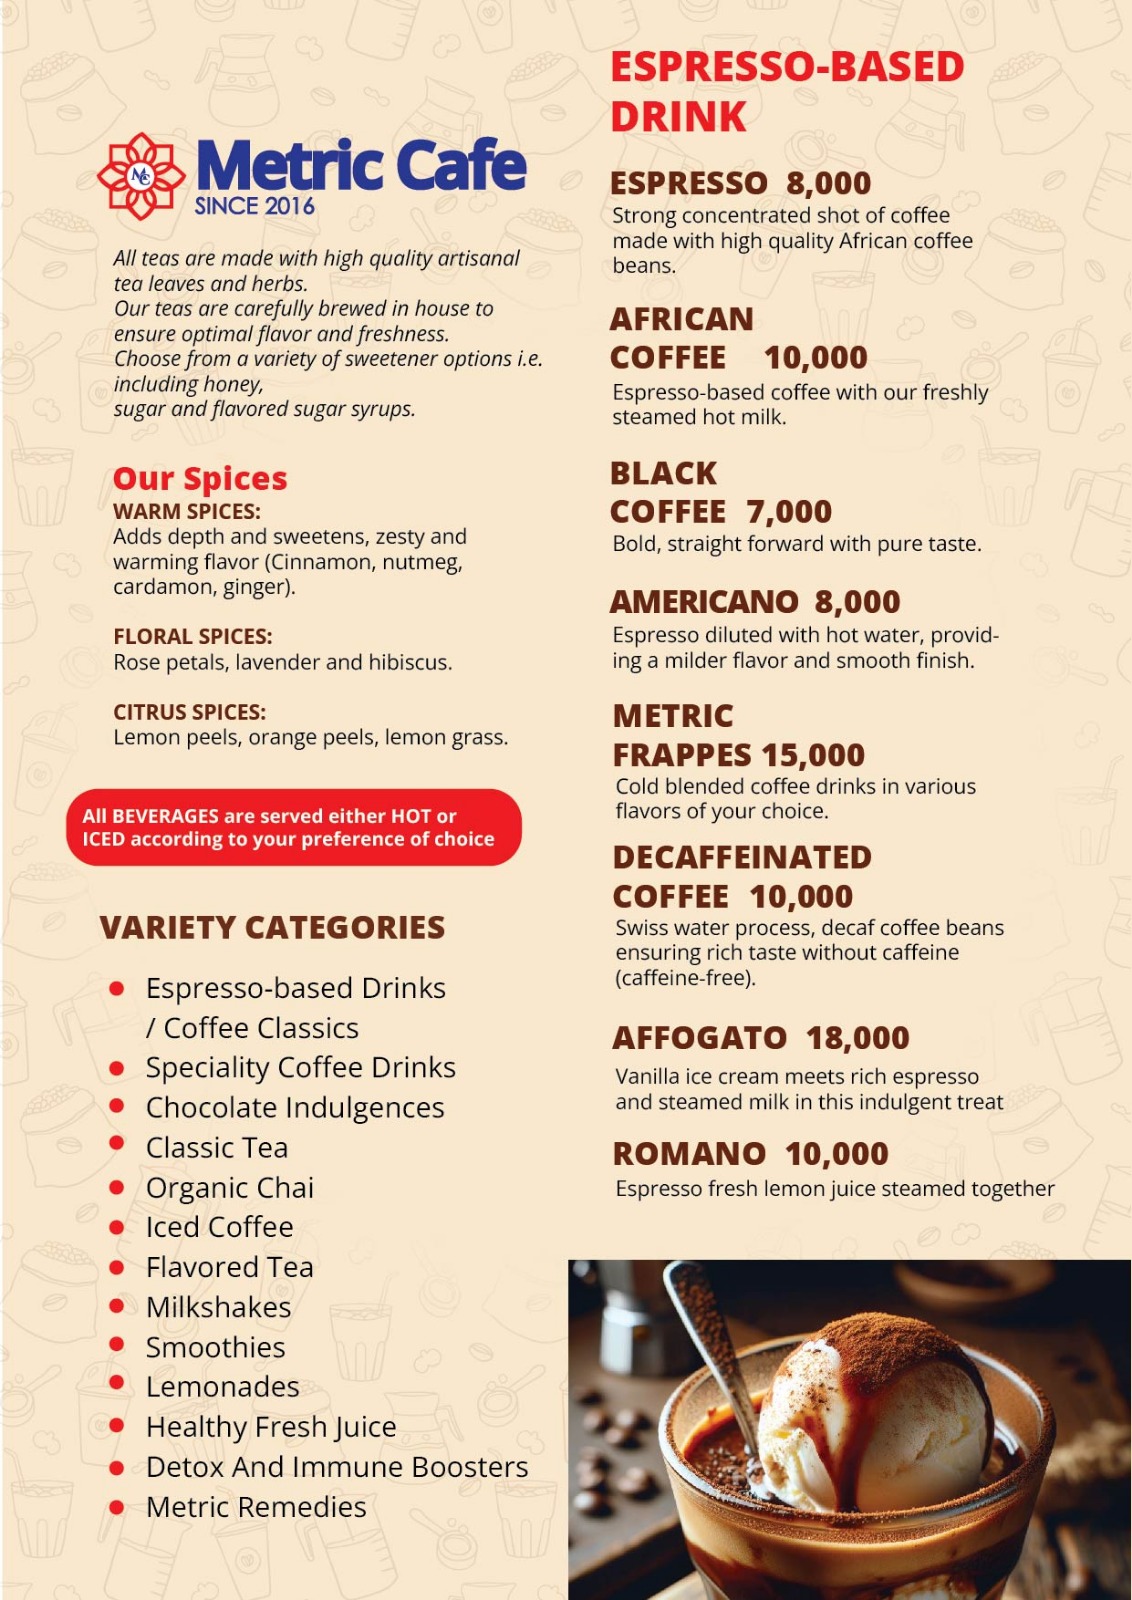 Metric Cafe
SINCE 2016
All teas are made with high quality artisanal
tea leaves and herbs.
Our teas are carefully brewed in house to
ensure optimal flavor and freshness.
Choose from a variety of sweetener options i.e.
including honey,
sugar and flavored sugar syrups.
Our Spices
WARM SPICES:
Adds depth and sweetens, zesty and
warming flavor (Cinnamon, nutmeg,
cardamon, ginger).
FLORAL SPICES:
Rose petals, lavender and hibiscus.
CITRUS SPICES:
Lemon peels, orange peels, lemon grass.
All BEVERAGES are served either HOT or
ICED according to your preference of choice
VARIETY CATEGORIES
Espresso-based Drinks
/ Coffee Classics
Speciality Coffee Drinks
Chocolate Indulgences
Classic Tea
Organic Chai
Iced Coffee
Flavored Tea
Milkshakes
Smoothies
Lemonades
Healthy Fresh Juice
Detox And Immune Boosters
Metric Remedies
ESPRESSO-BASED
DRINK
ESPRESSO 8,000
Strong concentrated shot of coffee
made with high quality African coffee
beans.
AFRICAN
COFFEE 10,000
Espresso-based coffee with our freshly
steamed hot milk.
BLACK
COFFEE 7,000
Bold, straight forward with pure taste.
AMERICANO 8,000
Espresso diluted with hot water, provid-
ing a milder flavor and smooth finish.
METRIC
FRAPPES 15,000
Cold blended coffee drinks in various
flavors of your choice.
DECAFFEINATED
COFFEE 10,000
Swiss water process, decaf coffee beans
ensuring rich taste without caffeine
(caffeine-free).
AFFOGATO 18,000
Vanilla ice cream meets rich espresso
and steamed milk in this indulgent treat
ROMANO 10,000
Espresso fresh lemon juice steamed together